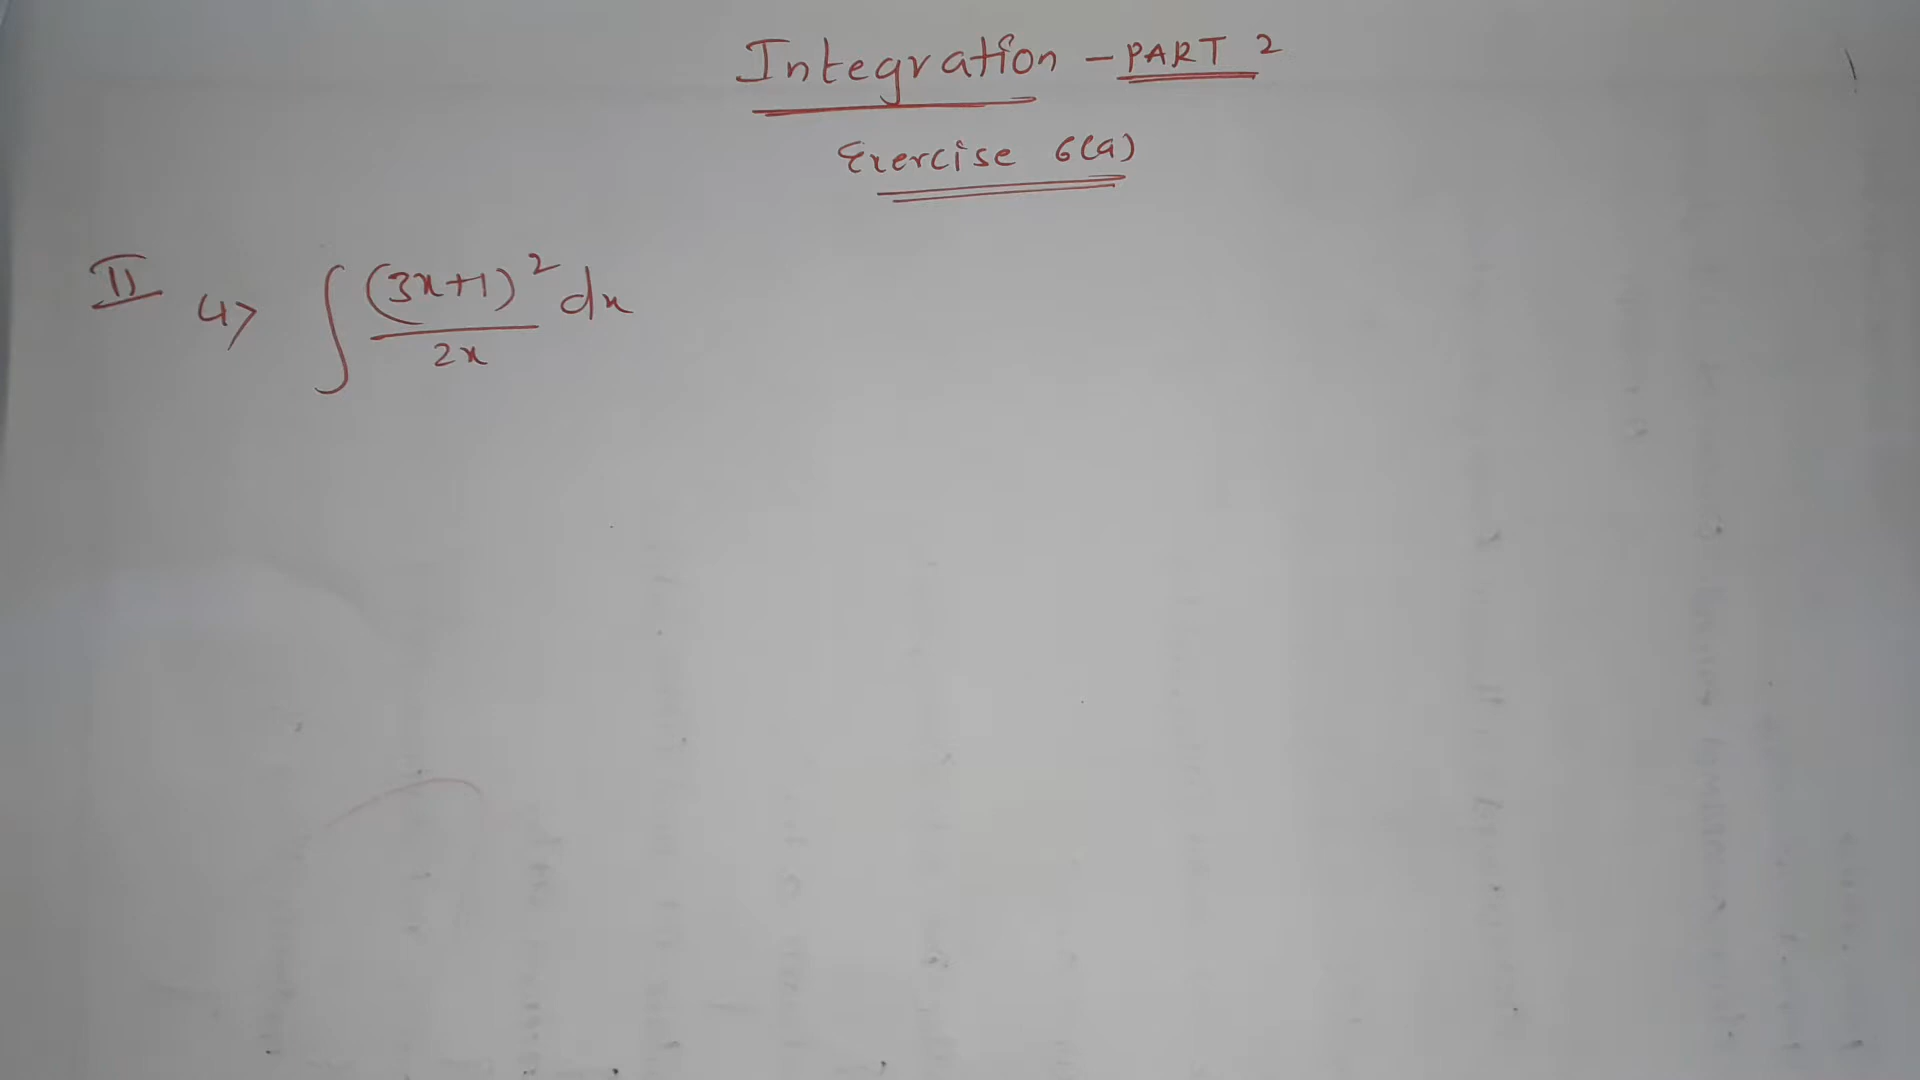 Integration - PART 2
Exercise 6(a)
II 4> ∫ (3x+1)² / 2x dx